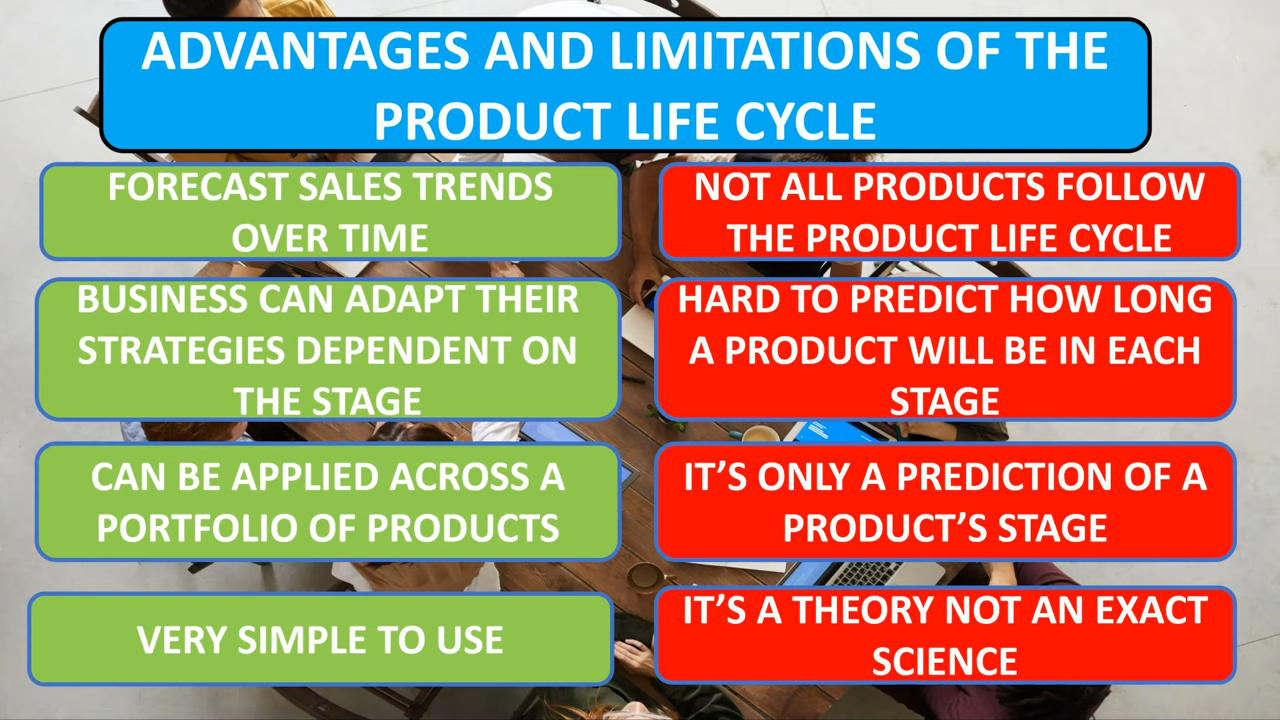 ADVANTAGES AND LIMITATIONS OF THE
PRODUCT LIFE CYCLE
FORECAST SALES TRENDS
OVER TIME
NOT ALL PRODUCTS FOLLOW
THE PRODUCT LIFE CYCLE
BUSINESS CAN ADAPT THEIR
STRATEGIES DEPENDENT ON
THE STAGE
HARD TO PREDICT HOW LONG
A PRODUCT WILL BE IN EACH
STAGE
CAN BE APPLIED ACROSS A
PORTFOLIO OF PRODUCTS
IT’S ONLY A PREDICTION OF A
PRODUCT’S STAGE
VERY SIMPLE TO USE
IT’S A THEORY NOT AN EXACT
SCIENCE